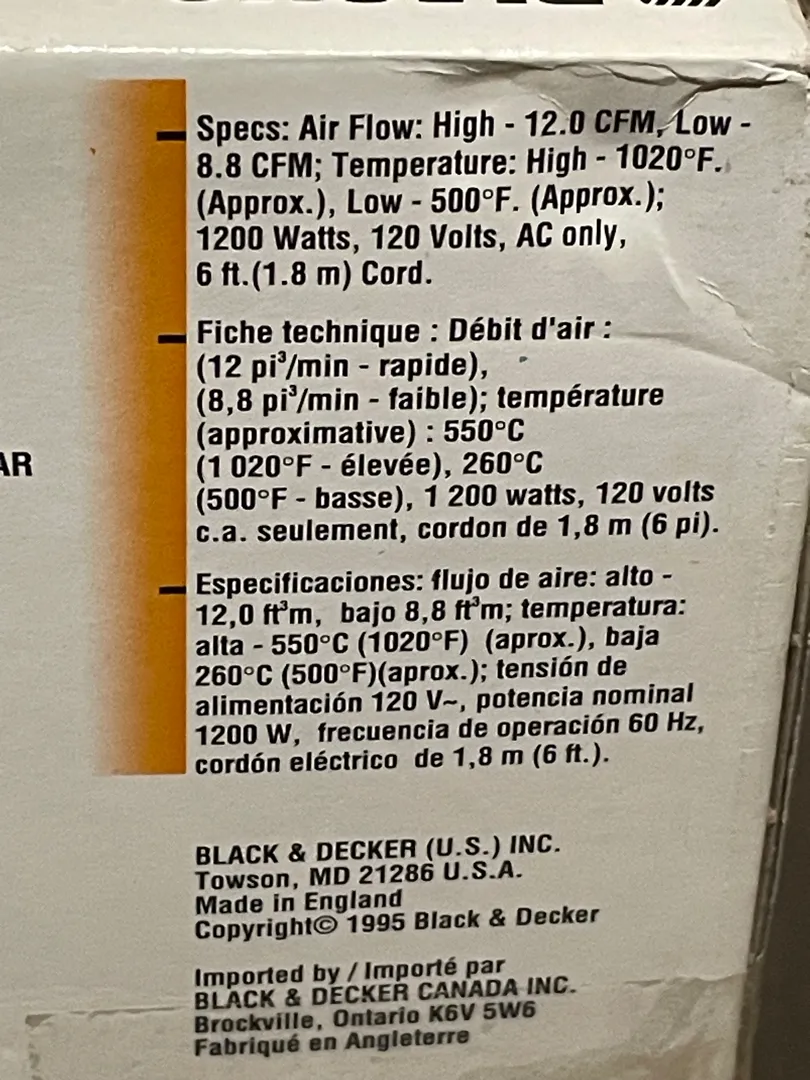 Specs: Air Flow: High - 12.0 CFM, Low -
8.8 CFM; Temperature: High - 1020°F.
(Approx.), Low - 500°F. (Approx.);
1200 Watts, 120 Volts, AC only,
6 ft.(1.8 m) Cord.
Fiche technique : Débit d'air :
(12 pi³/min - rapide),
(8,8 pi³/min - faible); température
(approximative) : 550°C
(1 020°F - élevée), 260°C
(500°F - basse), 1 200 watts, 120 volts
c.a. seulement, cordon de 1,8 m (6 pi).
AR
Especificaciones: flujo de aire: alto -
12,0 ft³m, bajo 8,8 ft³m; temperatura:
alta - 550°C (1020°F) (aprox.), baja
260°C (500°F)(aprox.); tensión de
alimentación 120 V~, potencia nominal
1200 W, frecuencia de operación 60 Hz,
cordón eléctrico de 1,8 m (6 ft.).
BLACK & DECKER (U.S.) INC.
Towson, MD 21286 U.S.A.
Made in England
Copyright© 1995 Black & Decker
Imported by / Importé par
BLACK & DECKER CANADA INC.
Brockville, Ontario K6V 5W6
Fabriqué en Angleterre